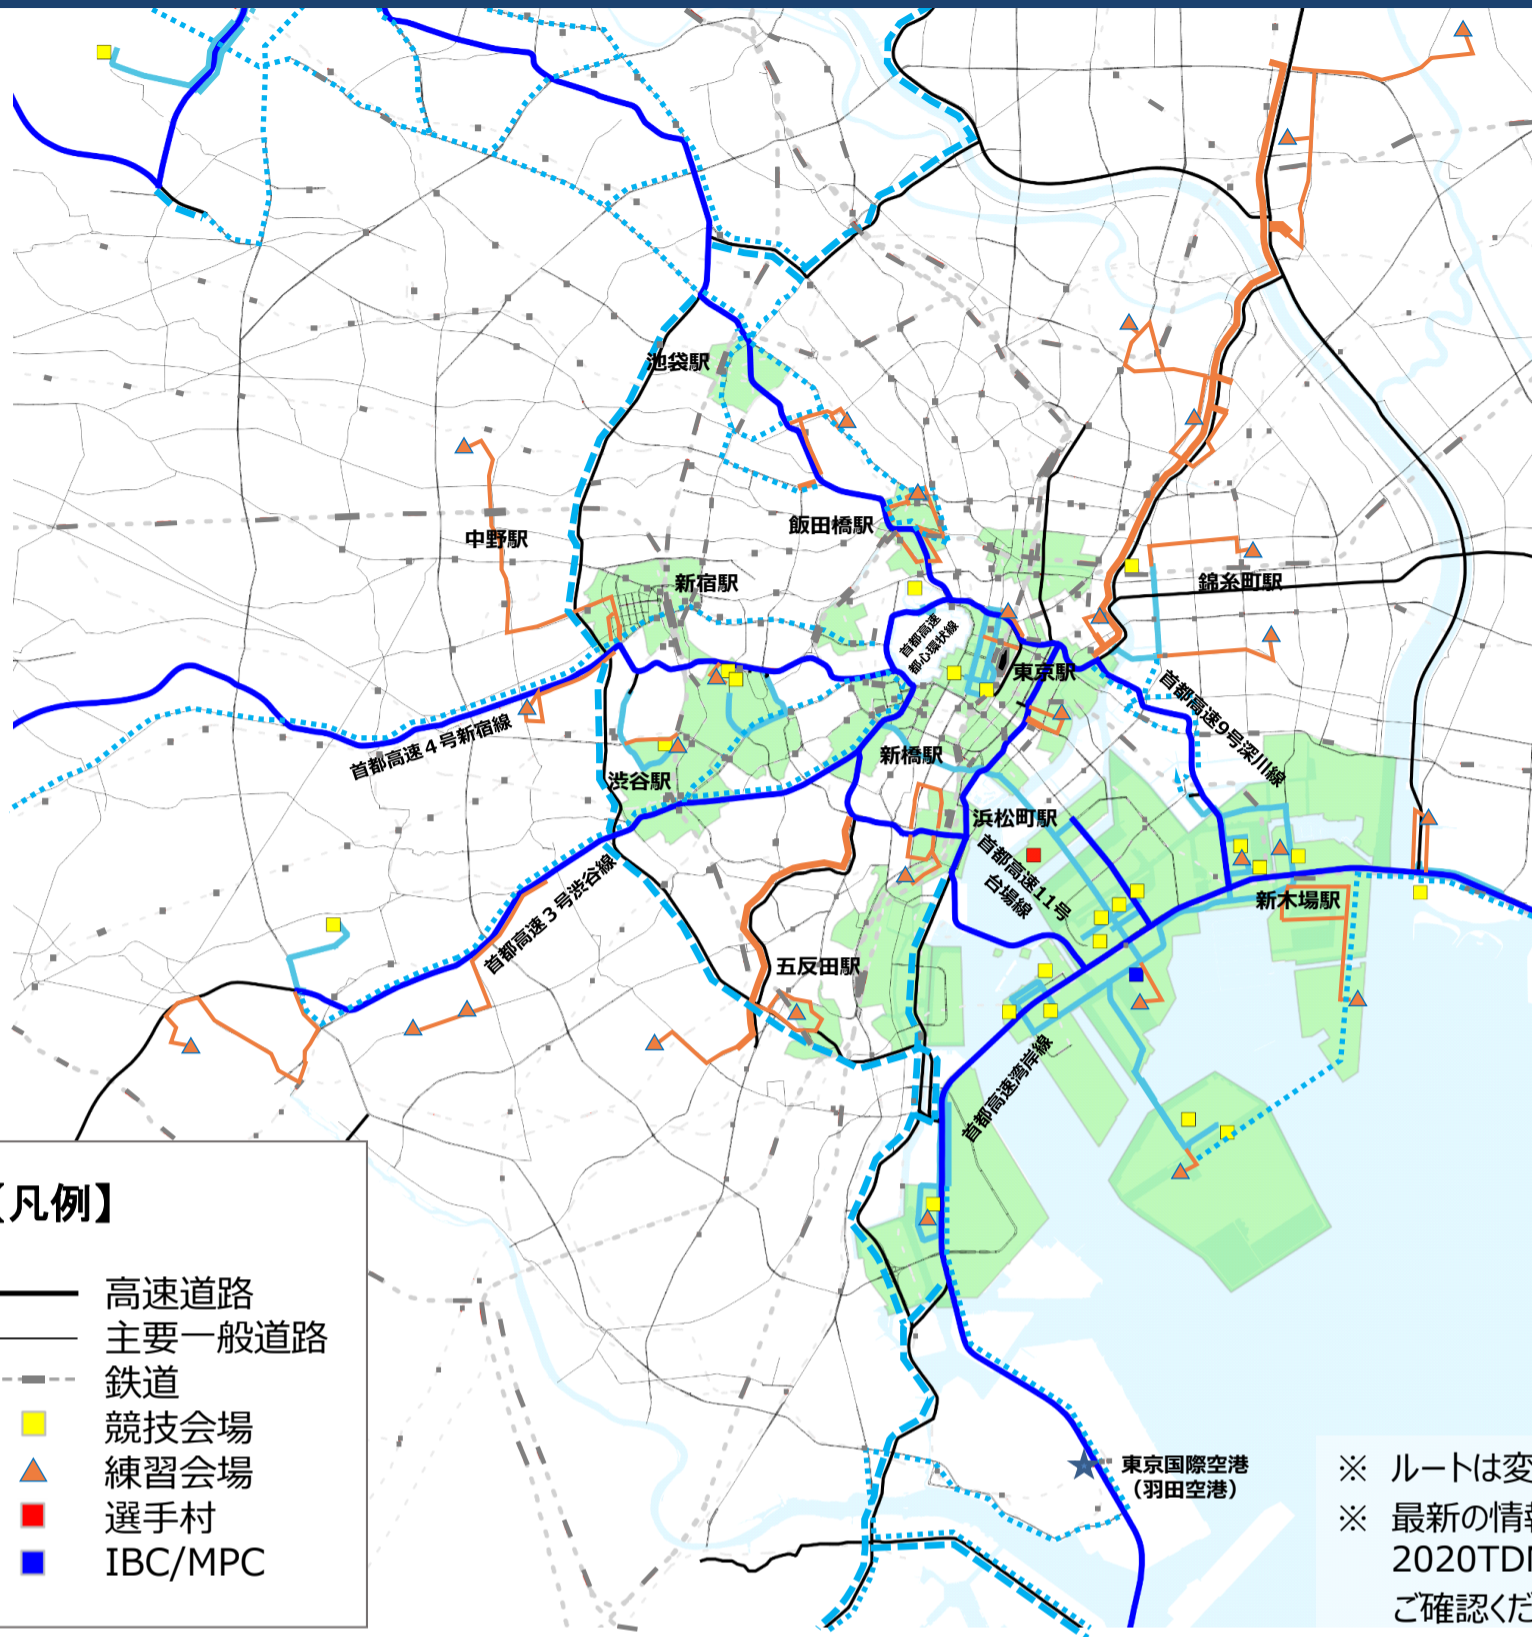 池袋駅
飯田橋駅
中野駅
新宿駅
錦糸町駅
首都高速
都心環状線
東京駅
首都高速9号深川線
首都高速4号新宿線
新橋駅
渋谷駅
浜松町駅
首都高速11号
台場線
首都高速3号渋谷線
新木場駅
五反田駅
首都高速湾岸線
【凡例】
高速道路
主要一般道路
鉄道
競技会場
練習会場
選手村
IBC/MPC
東京国際空港
（羽田空港）
※ ルートは変
※ 最新の情報
2020TDM
ご確認くだ